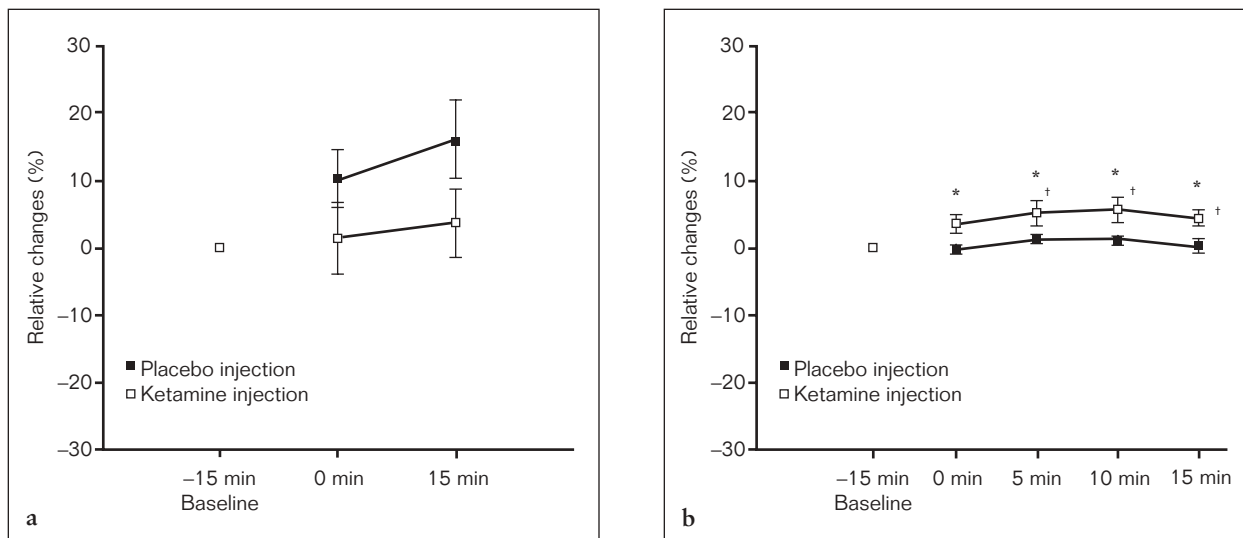 30
20
10
0
–10
–20
–30
Relative changes (%)
Placebo injection
Ketamine injection
–15 min
Baseline
0 min
15 min
a
30
20
10
0
–10
–20
–30
Relative changes (%)
* * * *
† † †
Placebo injection
Ketamine injection
–15 min
Baseline
0 min
5 min
10 min
15 min
b